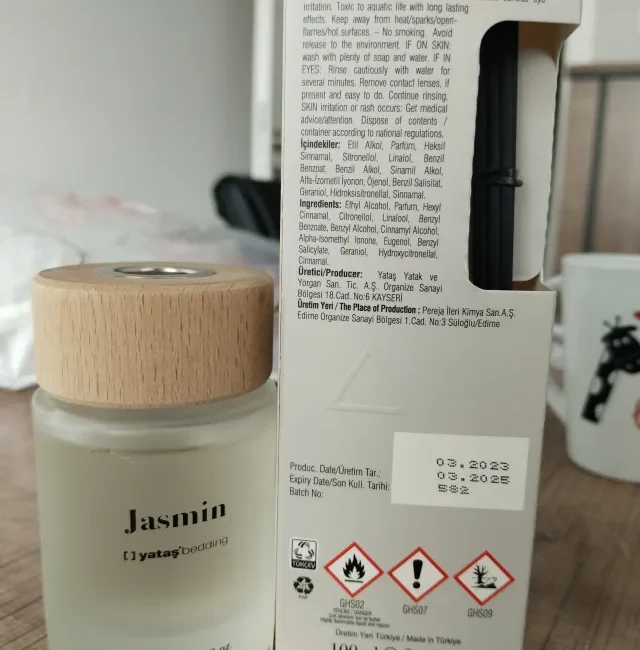 irritation. Toxic to aquatic life with long lasting
effects. Keep away from heat/sparks/open-
flames/hot surfaces. – No smoking. Avoid
release to the environment. IF ON SKIN:
wash with plenty of soap and water. IF IN
EYES: Rinse cautiously with water for
several minutes. Remove contact lenses, if
present and easy to do. Continue rinsing.
SKIN irritation or rash occurs: Get medical
advice/attention. Dispose of contents /
container according to national regulations.
İçindekiler: Etil Alkol, Parfüm, Heksil
Sinnamal, Sitronellol, Linalol, Benzil
Benzoat, Benzil Alkol, Sinamil Alkol,
Alfa-İzometil İyonon, Öjenol, Benzil Salisilat,
Geraniol, Hidroksisitronellal, Sinnamal.
Ingredients: Ethyl Alcohol, Parfum, Hexyl
Cinnamal, Citronellol, Linalool, Benzyl
Benzoate, Benzyl Alcohol, Cinnamyl Alcohol,
Alpha-Isomethyl Ionone, Eugenol, Benzyl
Salicylate, Geraniol, Hydroxycitronellal,
Cinnamal.
Üretici/Producer: Yataş Yatak ve
Yorgan San. Tic. A.Ş. Organize Sanayi
Bölgesi 18.Cad. No:6 KAYSERİ
Üretim Yeri / The Place of Production : Pereja İleri Kimya San.A.Ş.
Edirne Organize Sanayi Bölgesi 1.Cad. No:3 Süloğlu/Edirne
Produc. Date/Üretim Tar.: 03.2023
Expiry Date/Son Kull. Tarihi: 03.2025
Batch No: 582
TÜKÇEV
PAP
GHS02
GHS07
GHS09
Üretim Yeri Türkiye / Made in Türkiye
Jasmin
[ ] yataş bedding